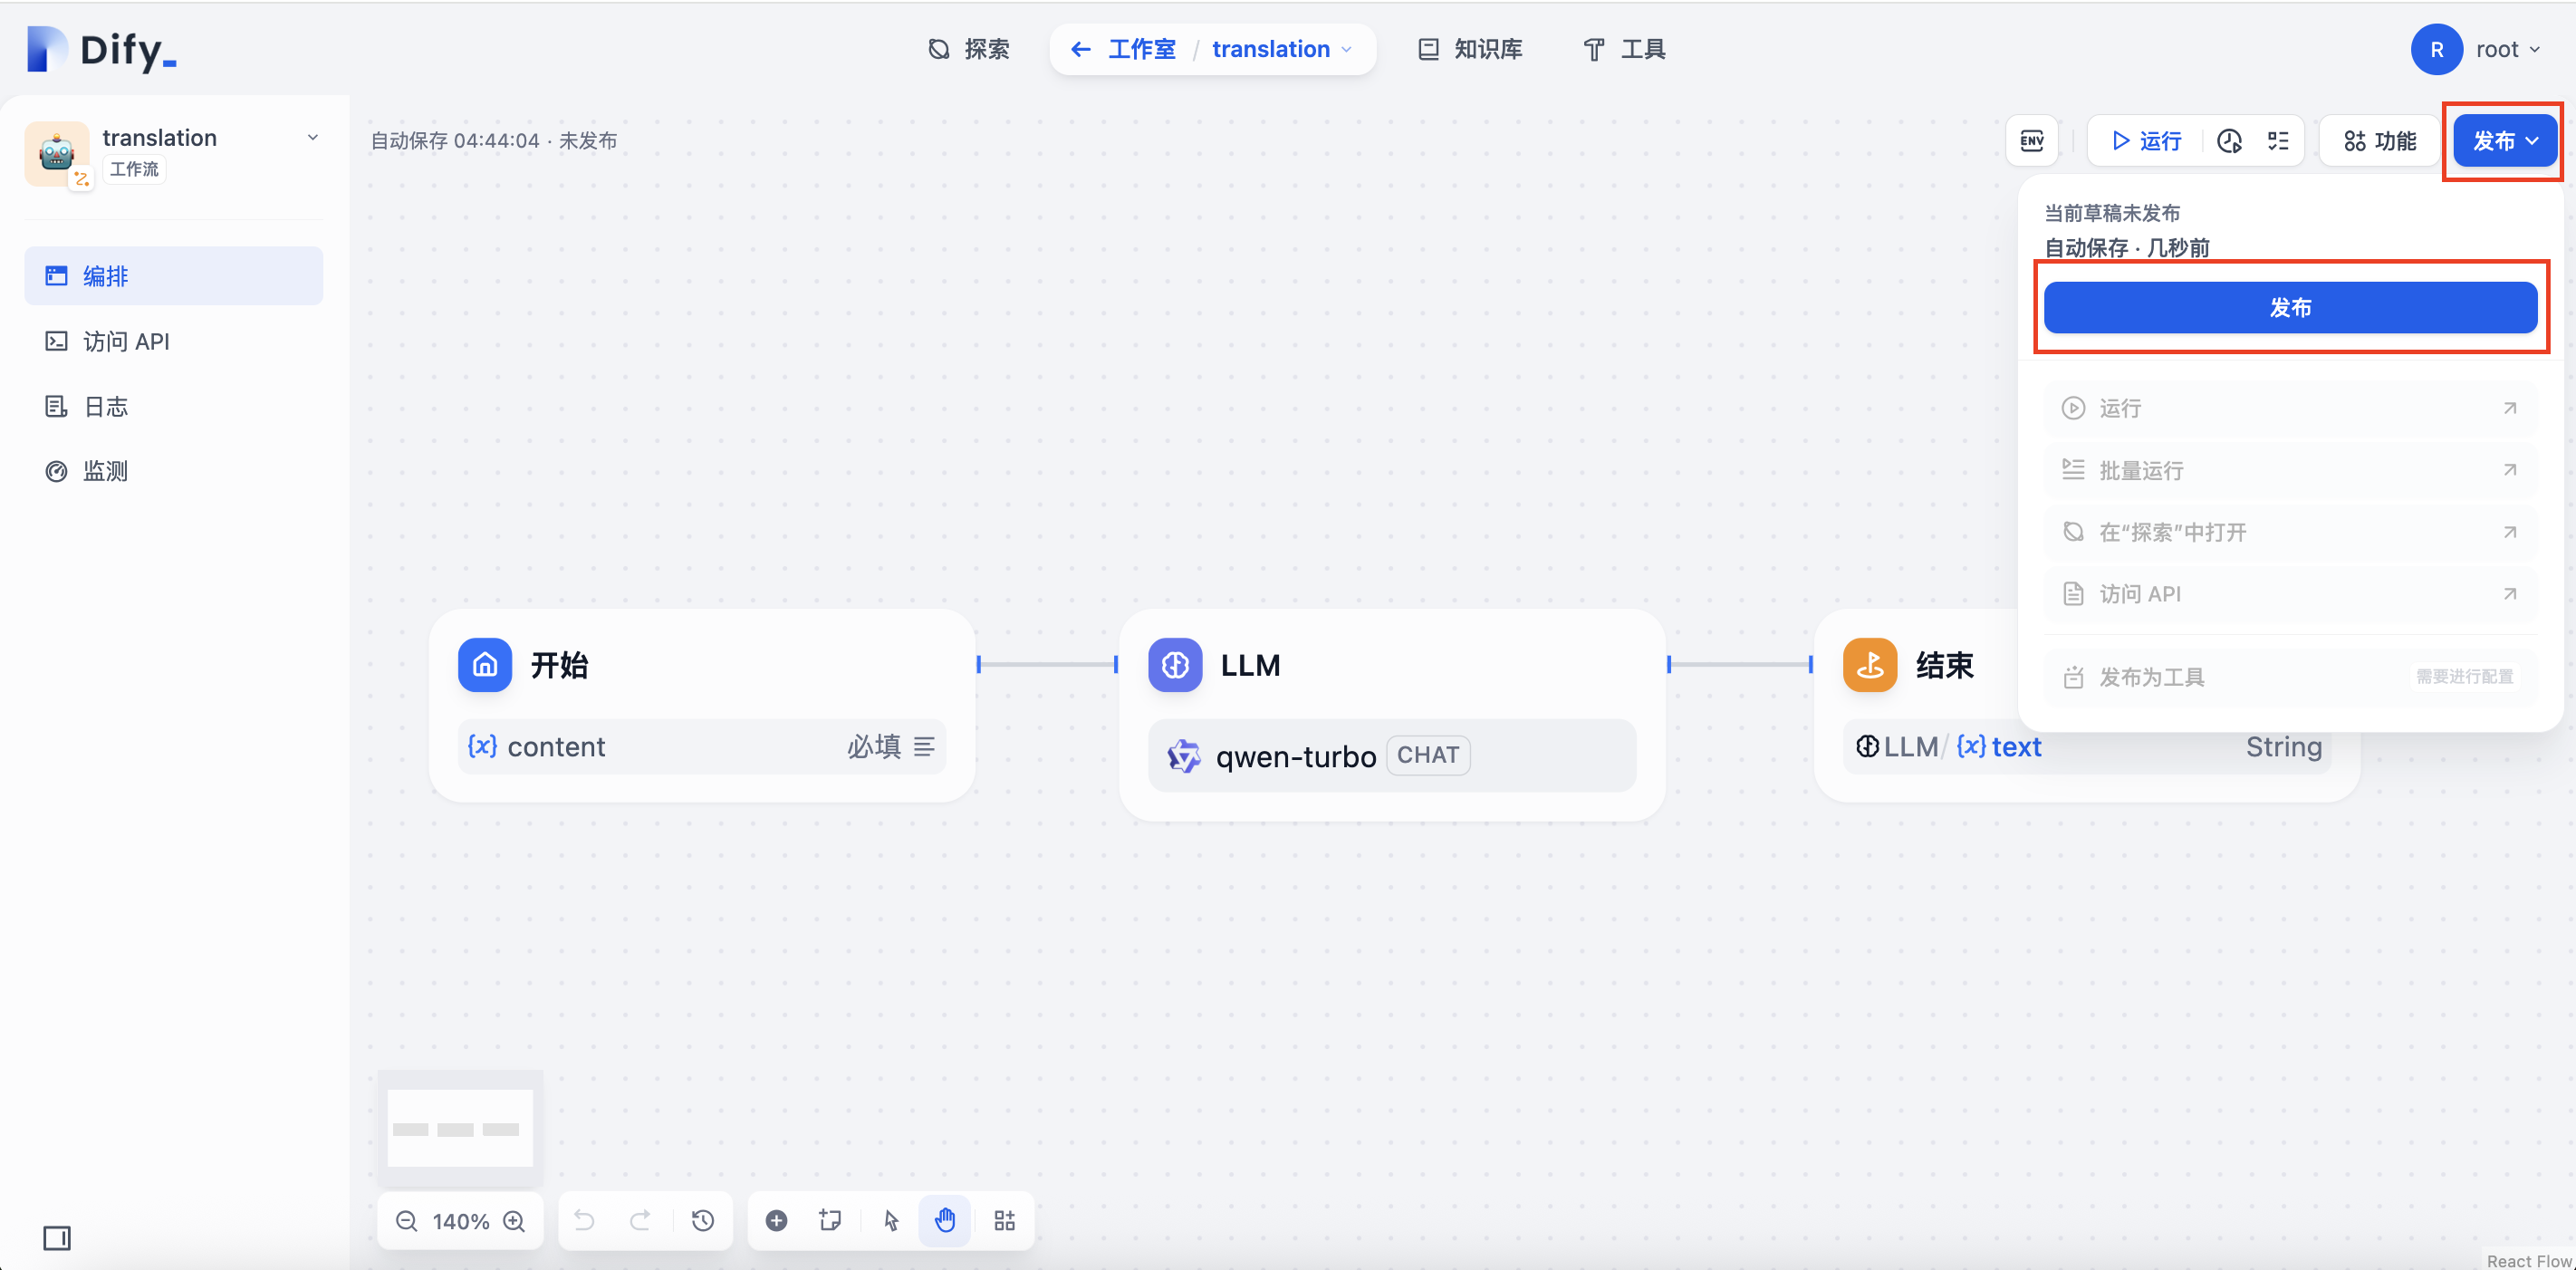 Dify_
探索
工作室 / translation
知识库
工具
R root
translation
工作流
编排
访问 API
日志
监测
自动保存 04:44:04 · 未发布
ENV
运行
功能
发布
当前草稿未发布
自动保存 · 几秒前
发布
运行
批量运行
在“探索”中打开
访问 API
发布为工具 需要进行配置
开始
{x} content 必填
LLM
qwen-turbo CHAT
结束
LLM/ {x} text String
140%
React Flow